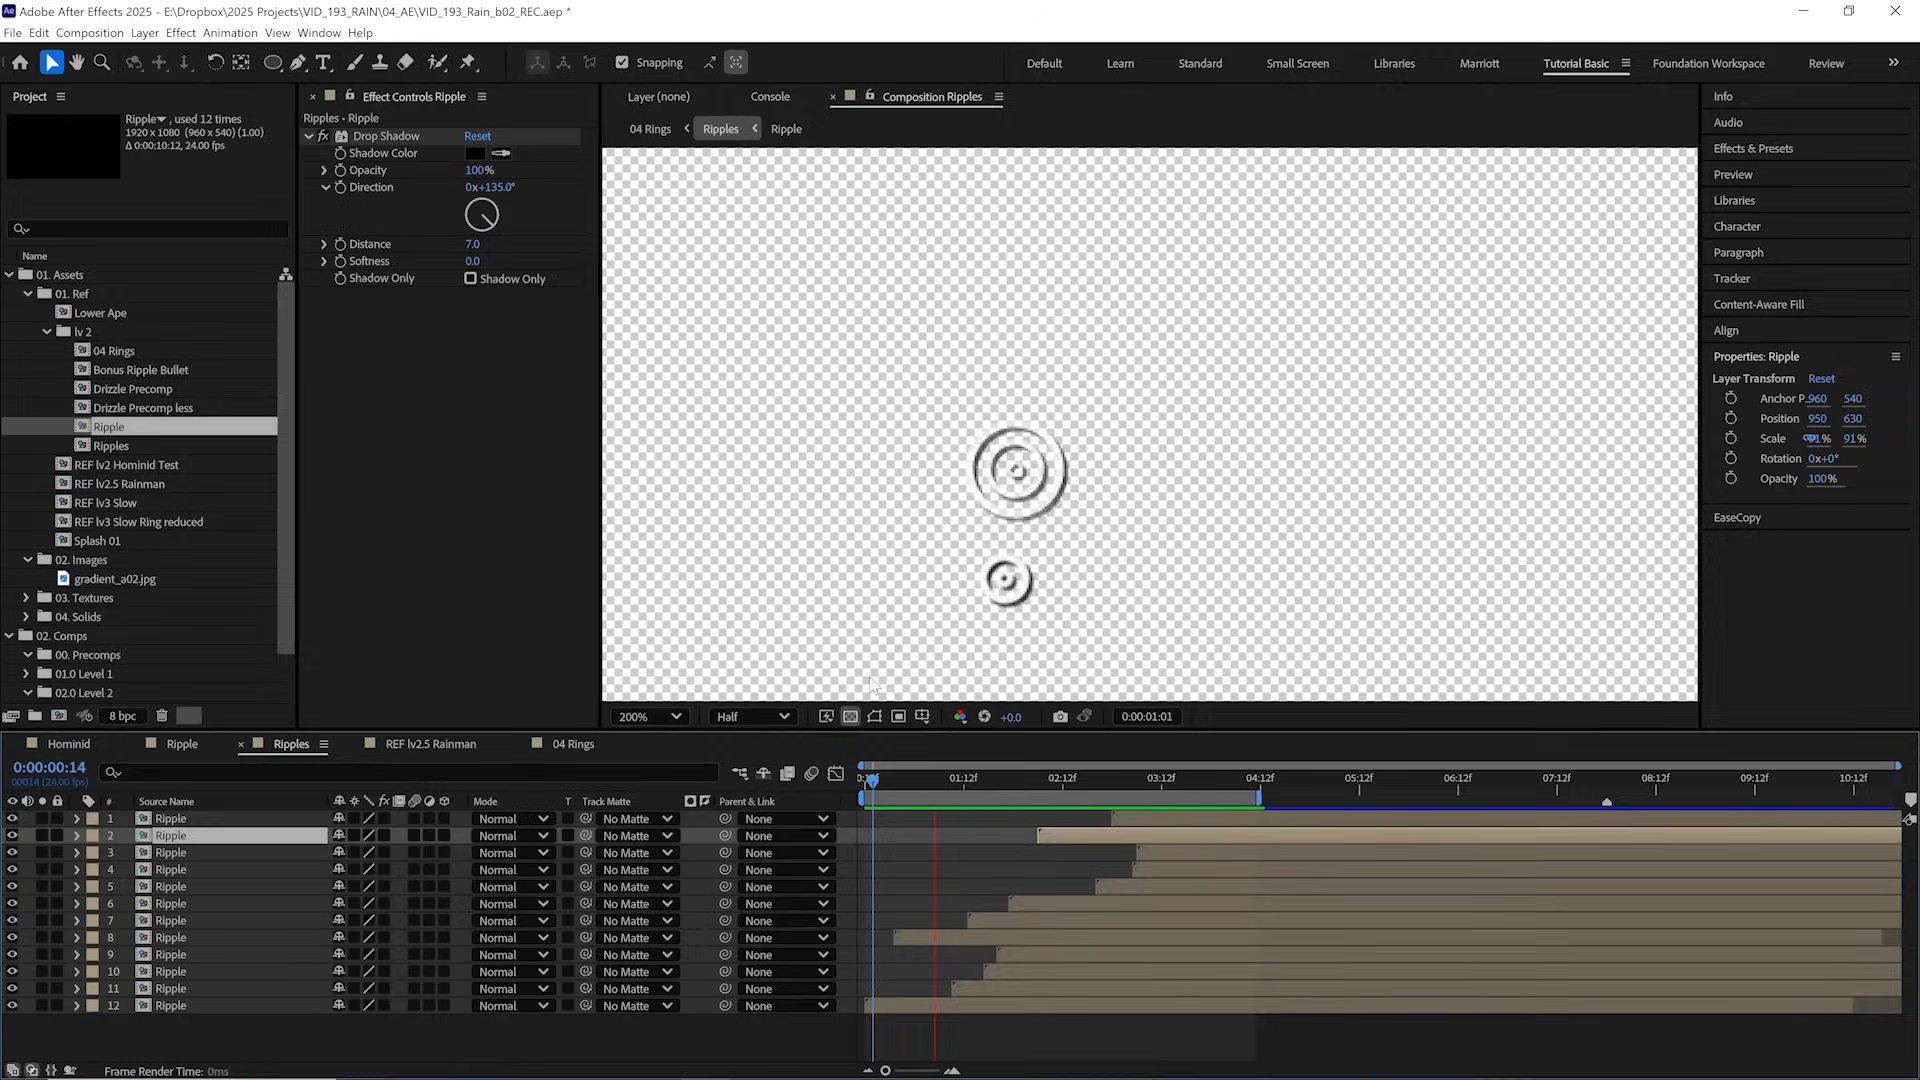 Adobe After Effects 2025 - E:\Dropbox\2025 Projects\VID_193_RAIN\04_AE\VID_193_Rain_b02_REC.aep *
File Edit Composition Layer Effect Animation View Window Help
Snapping
Default Learn Standard Small Screen Libraries Marriott Tutorial Basic Foundation Workspace Review
Project
Ripple , used 12 times
1920 x 1080 (960 x 540) (1.00)
Δ 0:00:10:12, 24.00 fps
Name
01. Assets
01. Ref
Lower Ape
lv 2
04 Rings
Bonus Ripple Bullet
Drizzle Precomp
Drizzle Precomp less
Ripple
Ripples
REF lv2 Hominid Test
REF lv2.5 Rainman
REF lv3 Slow
REF lv3 Slow Ring reduced
Splash 01
02. Images
gradient_a02.jpg
03. Textures
04. Solids
02. Comps
00. Precomps
01.0 Level 1
02.0 Level 2
8 bpc
Effect Controls Ripple
Ripples • Ripple
fx Drop Shadow Reset
Shadow Color
Opacity 100%
Direction 0x+135.0°
Distance 7.0
Softness 0.0
Shadow Only Shadow Only
Layer (none) Console Composition Ripples
04 Rings Ripples Ripple
200% Half +0.0 0:00:01:01
Info
Audio
Effects & Presets
Preview
Libraries
Character
Paragraph
Tracker
Content-Aware Fill
Align
Properties: Ripple
Layer Transform Reset
Anchor P. 960 540
Position 950 630
Scale 91% 91%
Rotation 0x+0°
Opacity 100%
EaseCopy
Hominid Ripple Ripples REF lv2.5 Rainman 04 Rings
0:00:00:14
00014 (24.00 fps)
01:12f 02:12f 03:12f 04:12f 05:12f 06:12f 07:12f 08:12f 09:12f 10:12f
# Source Name fx Mode T Track Matte Parent & Link
1 Ripple Normal No Matte None
2 Ripple Normal No Matte None
3 Ripple Normal No Matte None
4 Ripple Normal No Matte None
5 Ripple Normal No Matte None
6 Ripple Normal No Matte None
7 Ripple Normal No Matte None
8 Ripple Normal No Matte None
9 Ripple Normal No Matte None
10 Ripple Normal No Matte None
11 Ripple Normal No Matte None
12 Ripple Normal No Matte None
Frame Render Time: 0ms